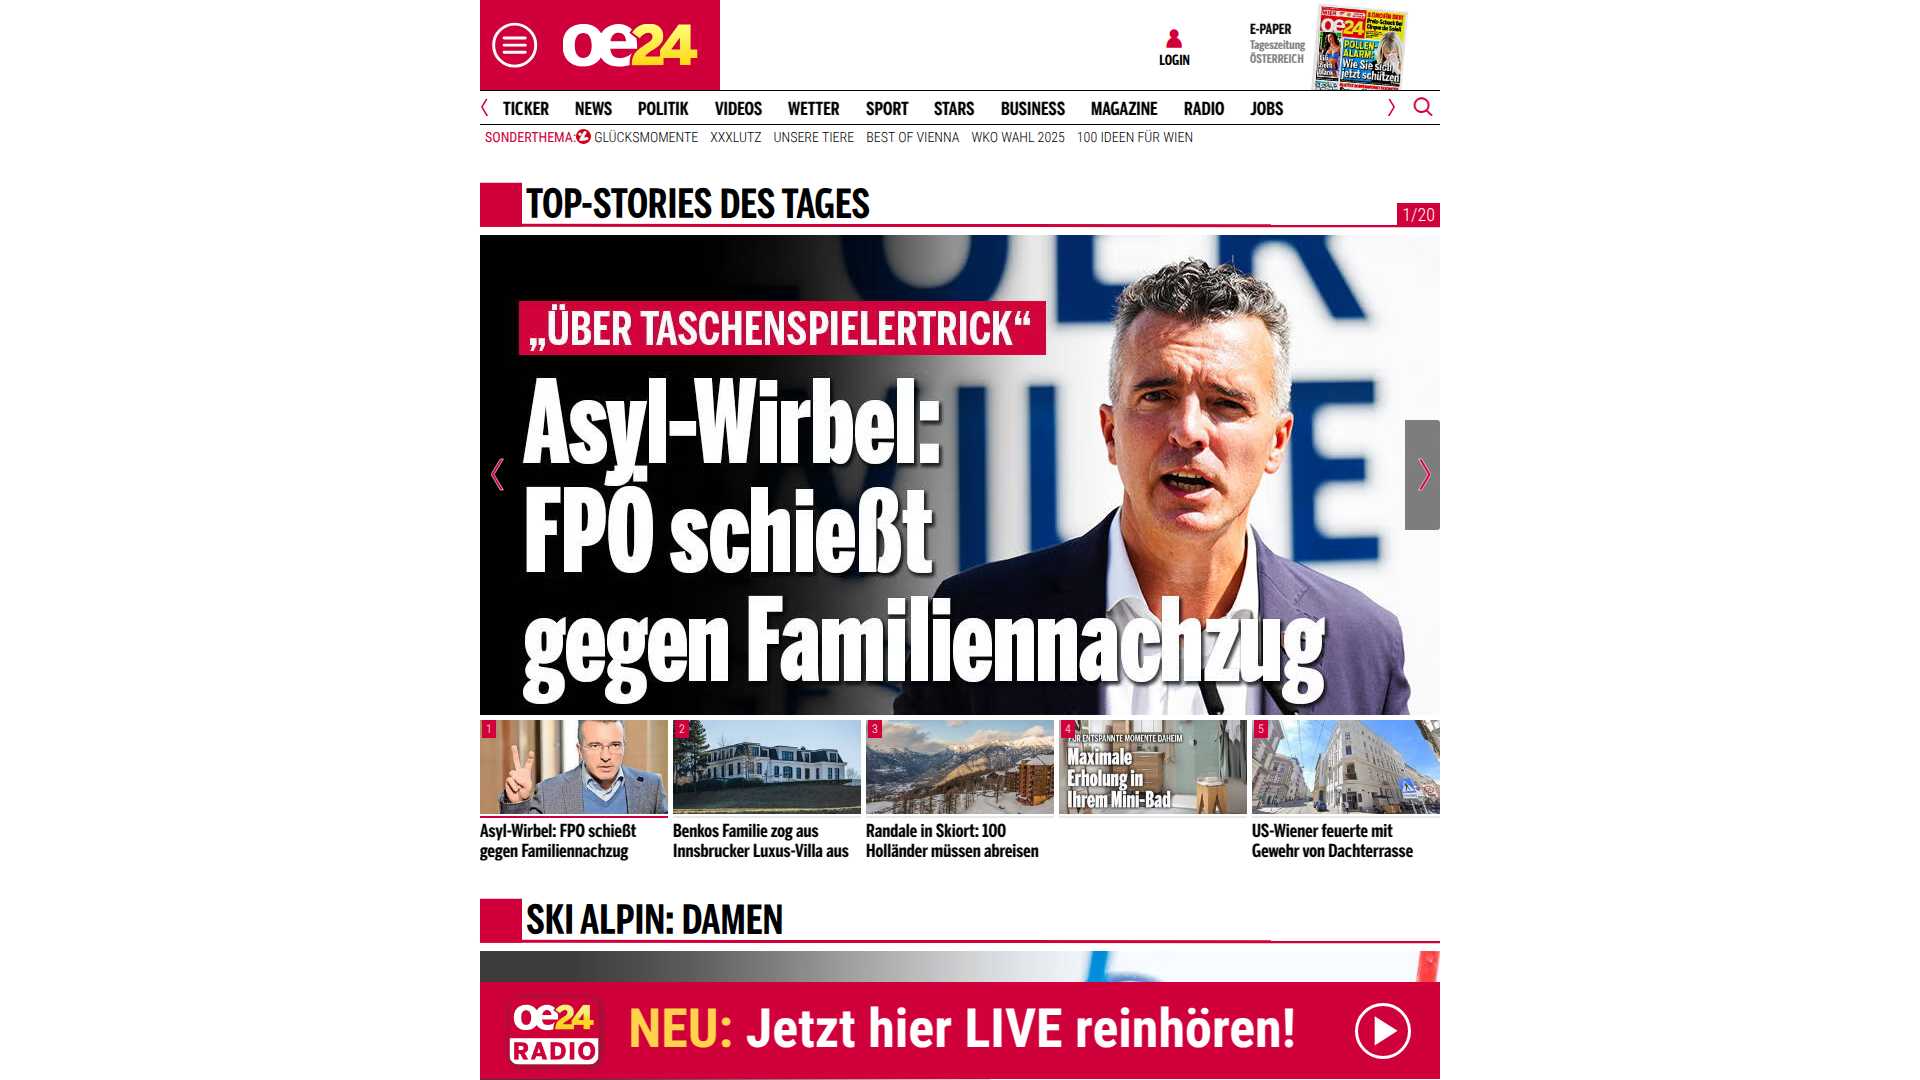 oe24
LOGIN
E-PAPER
Tageszeitung
ÖSTERREICH
oe24
POLLEN-
ALARM:
Wie Sie sich
jetzt schützen
TICKER NEWS POLITIK VIDEOS WETTER SPORT STARS BUSINESS MAGAZINE RADIO JOBS
SONDERTHEMA: GLÜCKSMOMENTE XXXLUTZ UNSERE TIERE BEST OF VIENNA WKO WAHL 2025 100 IDEEN FÜR WIEN
TOP-STORIES DES TAGES
1/20
„ÜBER TASCHENSPIELERTRICK“
Asyl-Wirbel:
FPÖ schießt
gegen Familiennachzug
1
2
3
4
5
FÜR ENTSPANNTE MOMENTE DAHEIM
Maximale
Erholung in
Ihrem Mini-Bad
Asyl-Wirbel: FPÖ schießt
gegen Familiennachzug
Benkos Familie zog aus
Innsbrucker Luxus-Villa aus
Randale in Skiort: 100
Holländer müssen abreisen
US-Wiener feuerte mit
Gewehr von Dachterrasse
SKI ALPIN: DAMEN
oe24
RADIO
NEU: Jetzt hier LIVE reinhören!